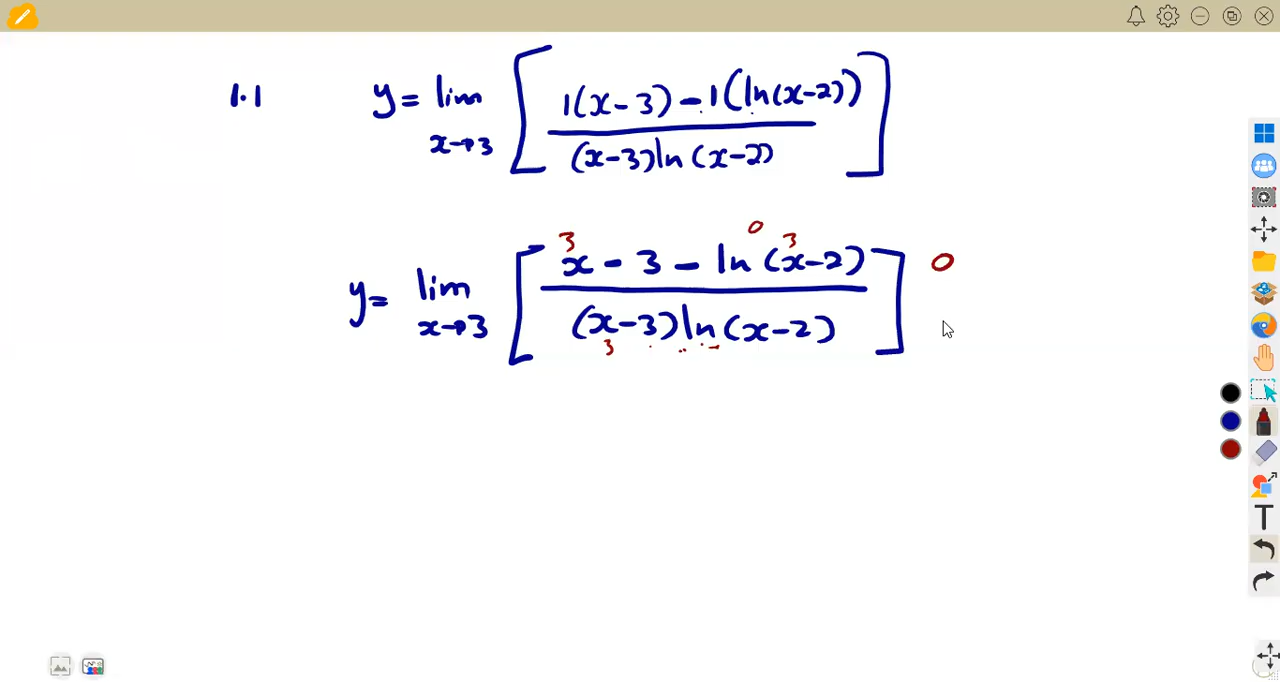 1.1 y = lim x→3 [ 1(x-3) - 1(ln(x-2)) / (x-3)ln(x-2) ]
3 0 3
y = lim x→3 [ x - 3 - ln(x-2) / (x-3)ln(x-2) ] 0
3
T